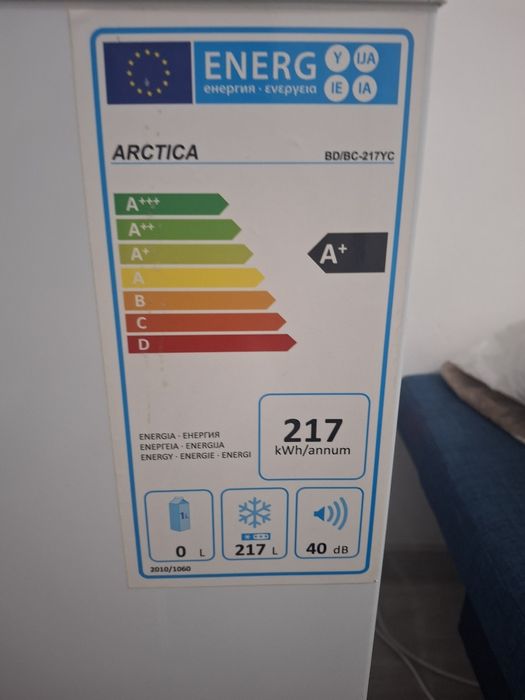 ENERG Y IJA
енергия · ενεργεια IE IA
ARCTICA BD/BC-217YC
A+++
A++
A+
A+
A
B
C
D
ENERGIA · ЕНЕРГИЯ
ΕΝΕΡΓΕΙΑ · ENERGIJA
ENERGY · ENERGIE · ENERGI
217
kWh/annum
1L
0 L
217 L
40 dB
2010/1060